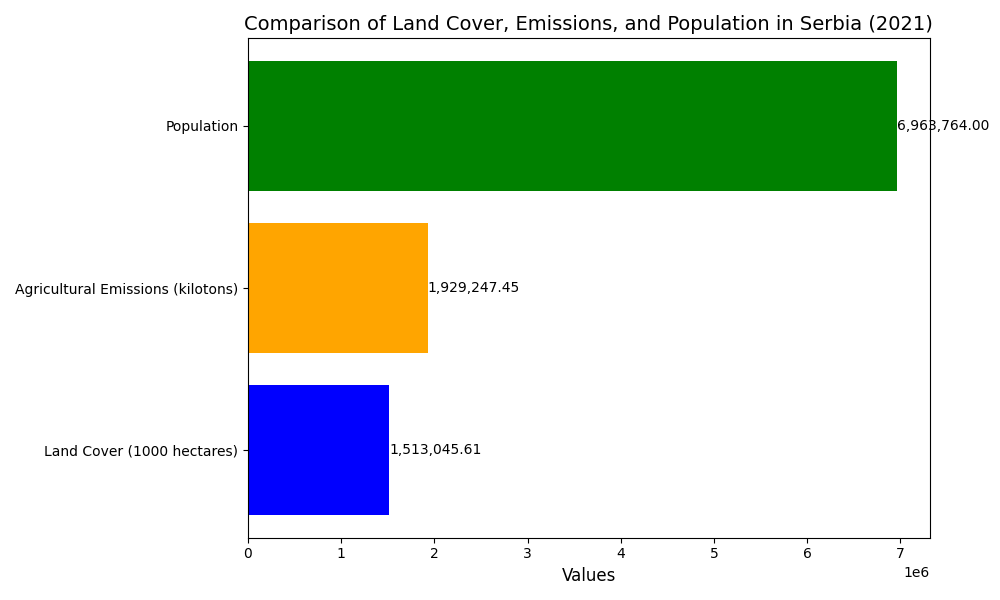 Comparison of Land Cover, Emissions, and Population in Serbia (2021)
Population
6,963,764.00
Agricultural Emissions (kilotons)
1,929,247.45
Land Cover (1000 hectares)
1,513,045.61
0 1 2 3 4 5 6 7
1e6
Values